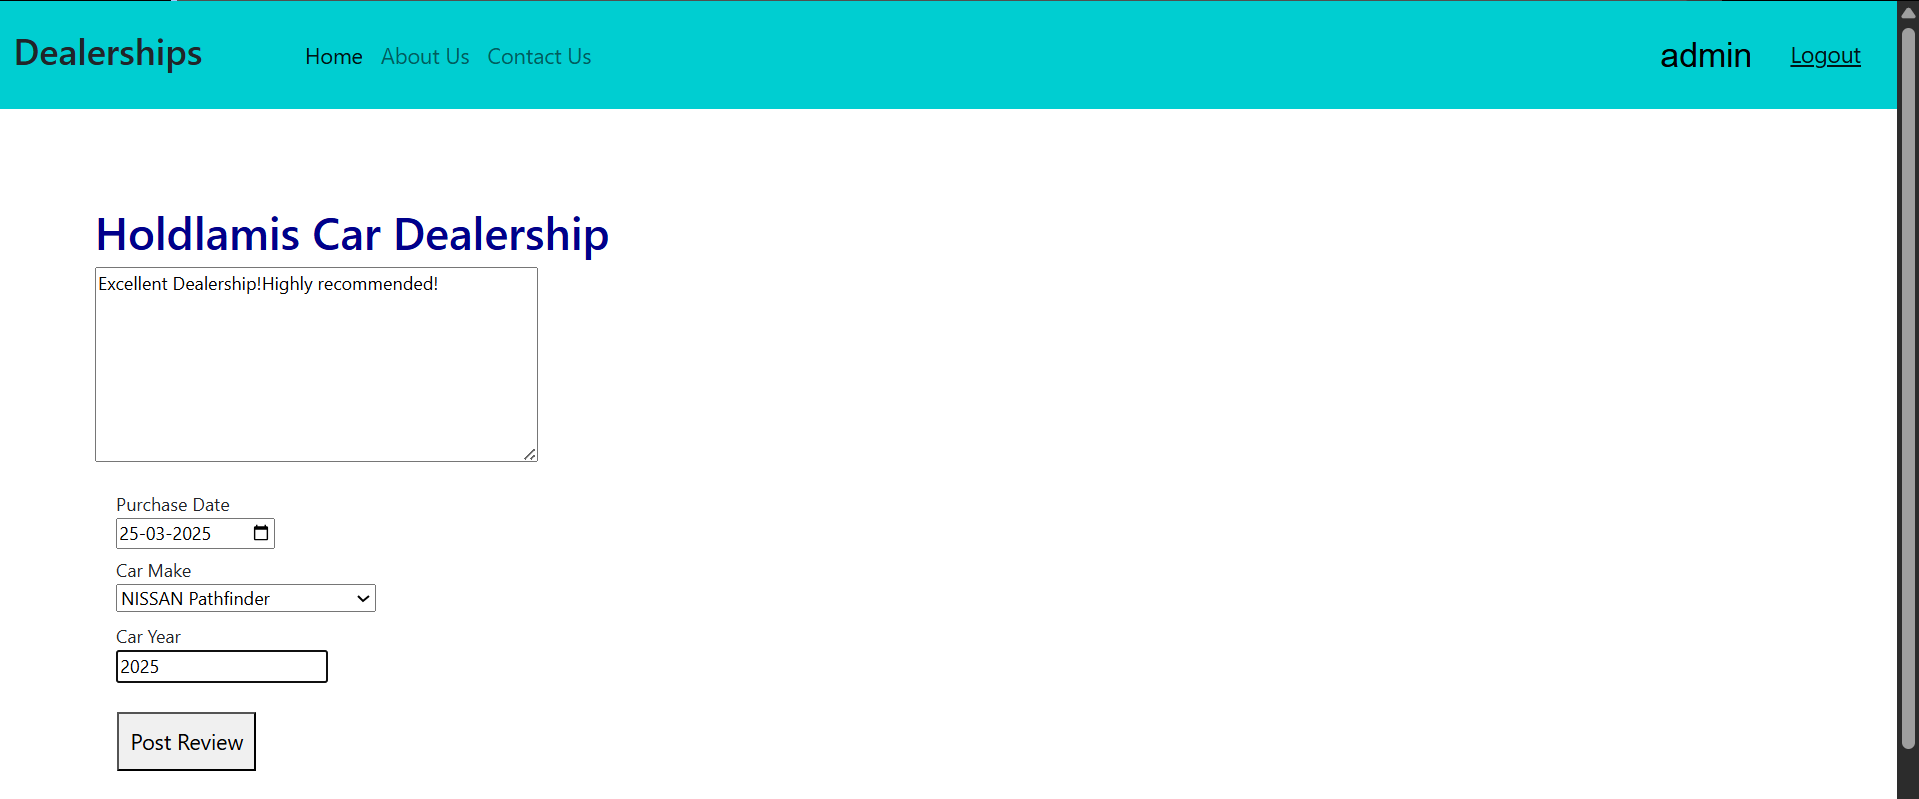 Dealerships Home About Us Contact Us admin Logout
Holdlamis Car Dealership
Excellent Dealership!Highly recommended!
Purchase Date
25-03-2025
Car Make
NISSAN Pathfinder
Car Year
2025
Post Review